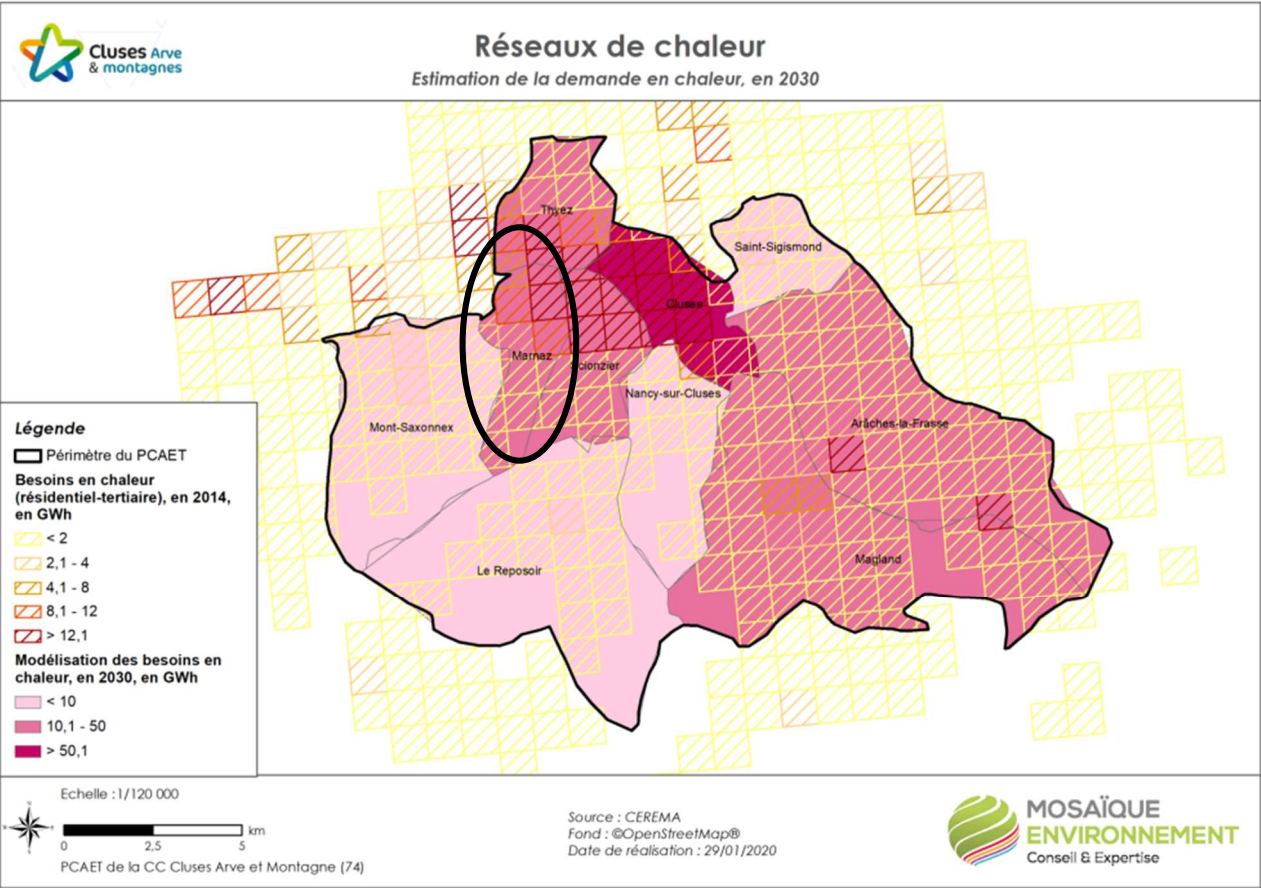 Cluses Arve
& montagnes
Réseaux de chaleur
Estimation de la demande en chaleur, en 2030
Thyez
Saint-Sigismond
Cluses
Marnaz
cionzier
Nancy-sur-Cluses
Mont-Saxonnex
Arâches-la-Frasse
Le Reposoir
Magland
Légende
Périmètre du PCAET
Besoins en chaleur
(résidentiel-tertiaire), en 2014,
en GWh
< 2
2,1 - 4
4,1 - 8
8,1 - 12
> 12,1
Modélisation des besoins en
chaleur, en 2030, en GWh
< 10
10,1 - 50
> 50,1
Echelle :1/120 000
km
0 2,5 5
PCAET de la CC Cluses Arve et Montagne (74)
Source : CEREMA
Fond : ©OpenStreetMap®
Date de réalisation : 29/01/2020
MOSAÏQUE
ENVIRONNEMENT
Conseil & Expertise